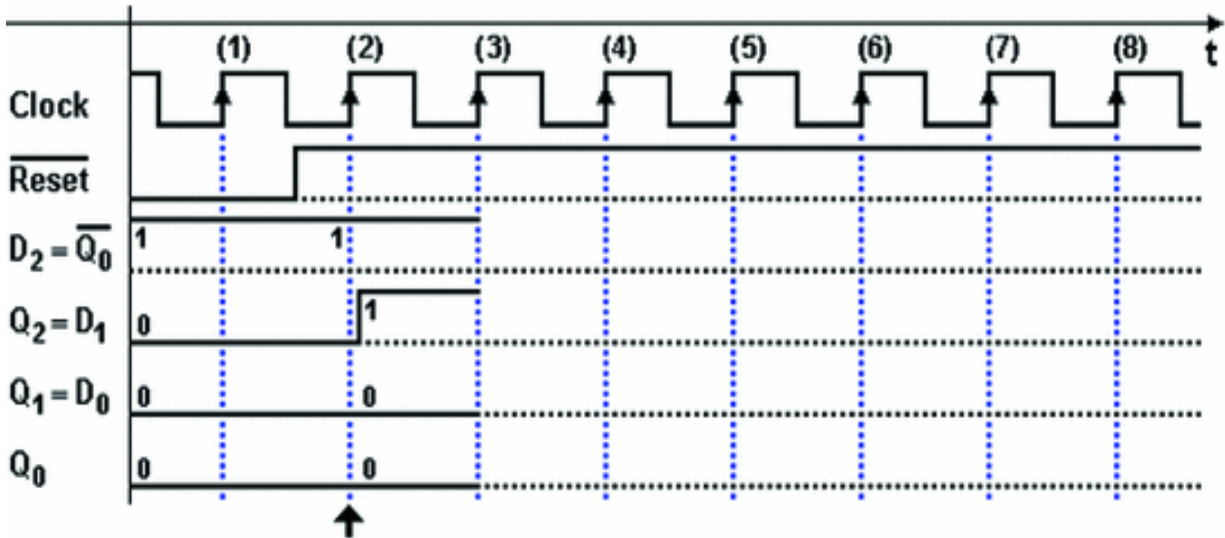 (1) (2) (3) (4) (5) (6) (7) (8) t
Clock
Reset
D2 = Q0
1 1
Q2 = D1 0 1
Q1 = D0 0 0
Q0 0 0